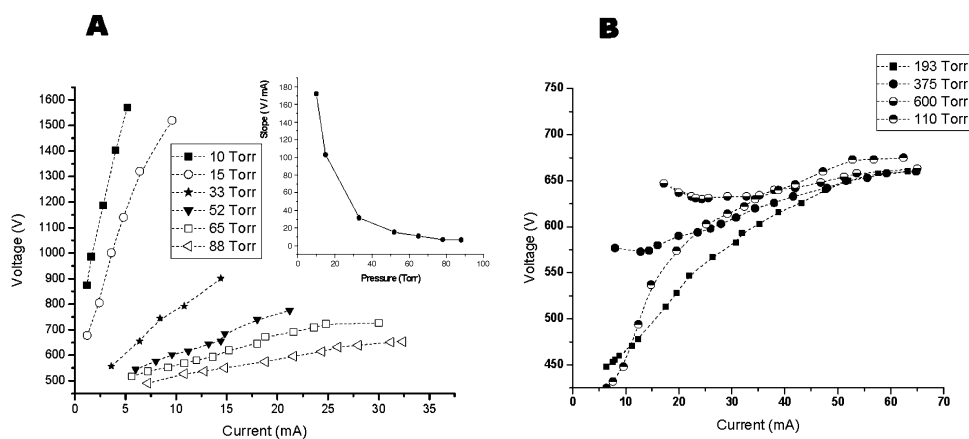 A
Voltage (V)
1600
1500
1400
1300
1200
1100
1000
900
800
700
600
500
0
5
10
15
20
25
30
35
Current (mA)
10 Torr
15 Torr
33 Torr
52 Torr
65 Torr
88 Torr
Slope (V / mA)
180
160
140
120
100
80
60
40
20
0
0
20
40
60
80
100
Pressure (Torr)
B
Voltage (V)
750
700
650
600
550
500
450
0
10
20
30
40
50
60
70
Current (mA)
193 Torr
375 Torr
600 Torr
110 Torr